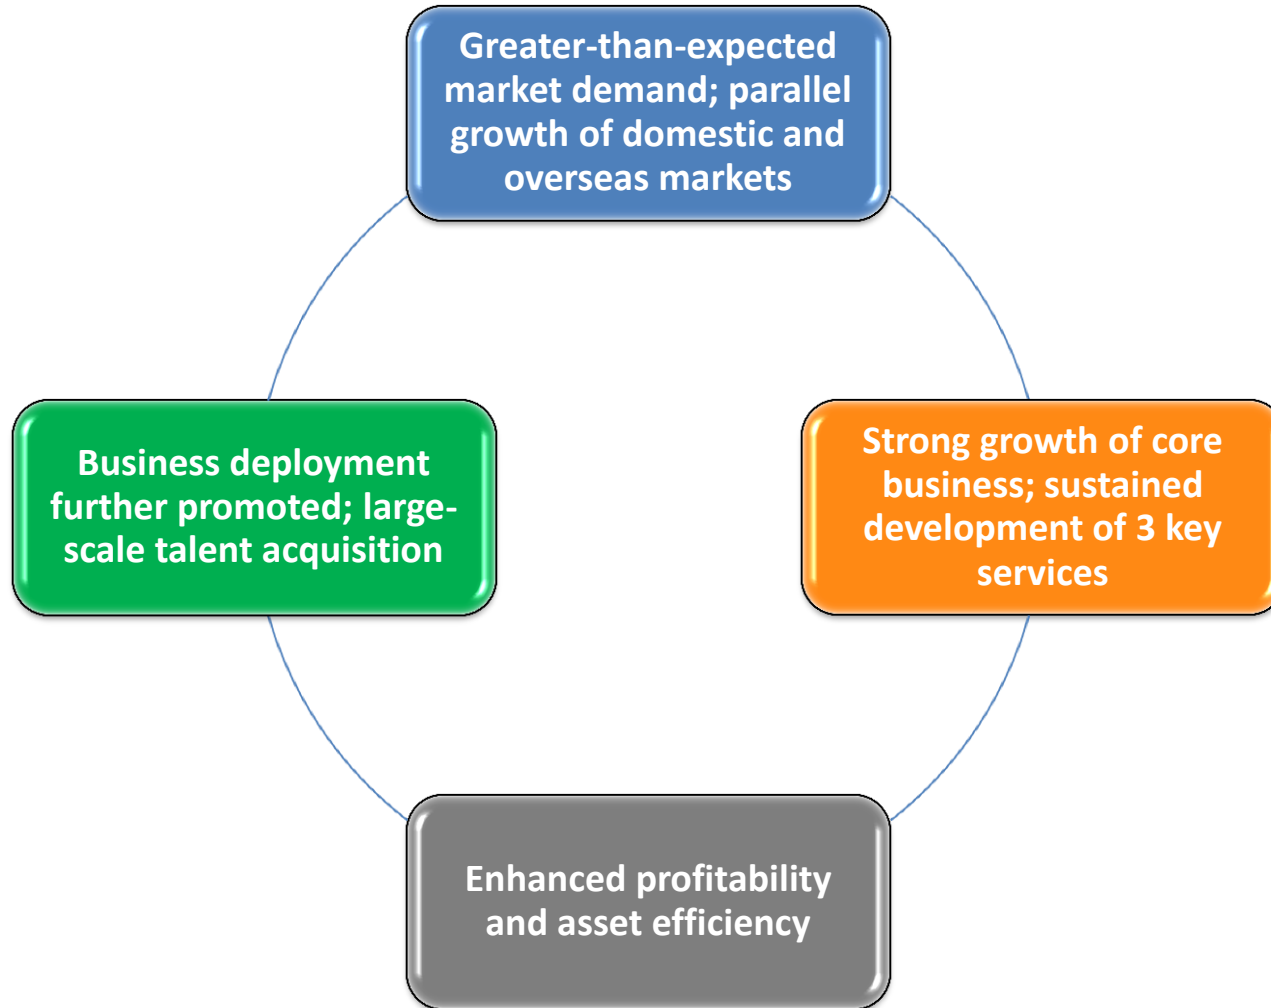 Greater-than-expected
market demand; parallel
growth of domestic and
overseas markets
Business deployment
further promoted; large-
scale talent acquisition
Strong growth of core
business; sustained
development of 3 key
services
Enhanced profitability
and asset efficiency